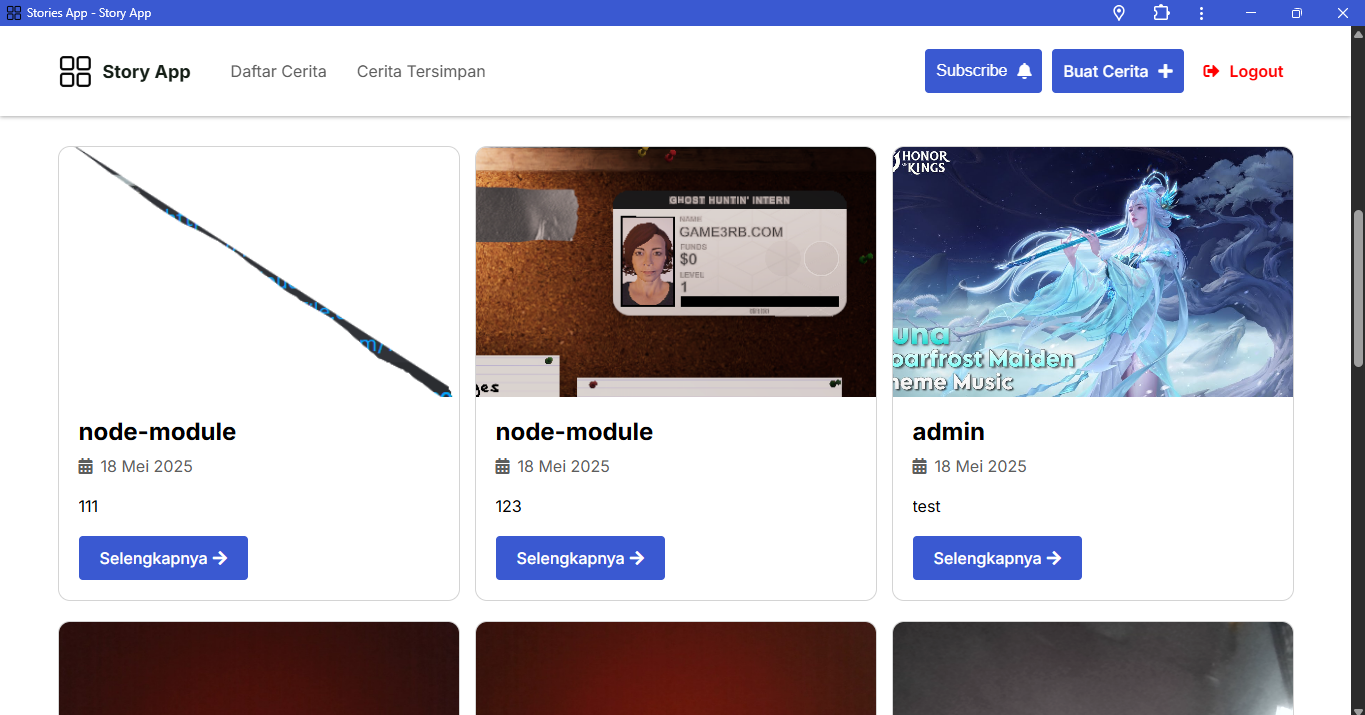 Stories App - Story App
Story App
Daftar Cerita
Cerita Tersimpan
Subscribe
Buat Cerita
Logout
m/
GHOST HUNTIN' INTERN
NAME
GAME3RB.COM
FUNDS
$0
LEVEL
1
ges
HONOR
OF KINGS
una
oarfrost Maiden
heme Music
node-module
18 Mei 2025
111
Selengkapnya
node-module
18 Mei 2025
123
Selengkapnya
admin
18 Mei 2025
test
Selengkapnya